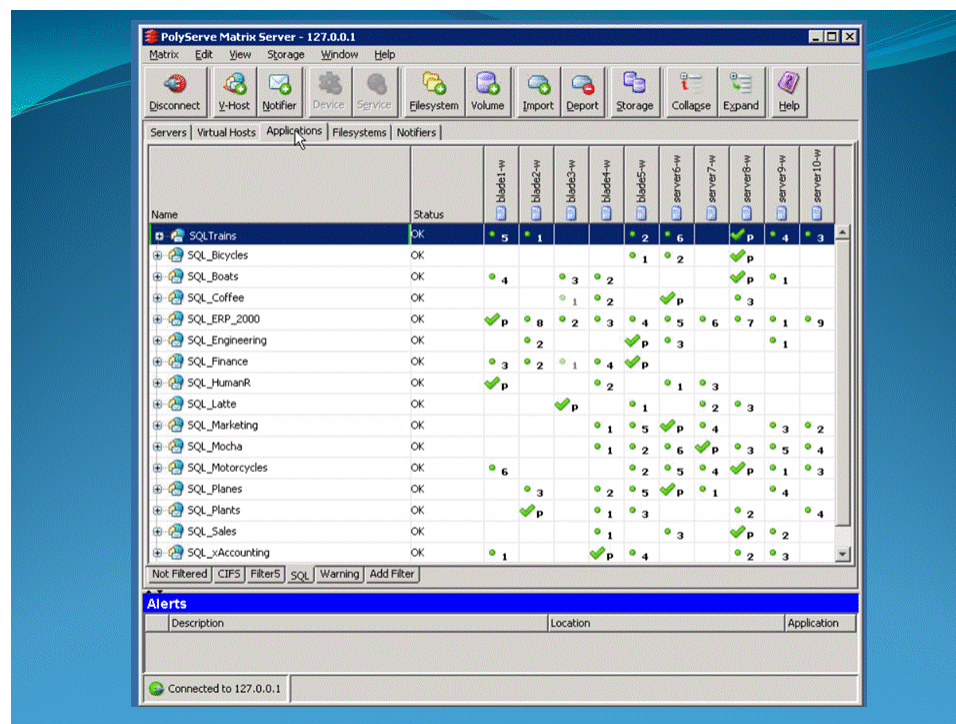 PolyServe Matrix Server - 127.0.0.1
Matrix Edit View Storage Window Help
Disconnect V-Host Notifier Device Service Filesystem Volume Import Deport Storage Collapse Expand Help
Servers Virtual Hosts Applications Filesystems Notifiers
Name Status blade1-w blade2-w blade3-w blade4-w blade5-w server6-w server7-w server8-w server9-w server10-w
SQLTrains OK 5 1 2 6 P 4 3
SQL_Bicycles OK 1 2 P
SQL_Boats OK 4 3 2 P 1
SQL_Coffee OK 1 2 P 3
SQL_ERP_2000 OK P 8 2 3 4 5 6 7 1 9
SQL_Engineering OK 2 P 3 1
SQL_Finance OK 3 2 1 4 P
SQL_HumanR OK P 2 1 3
SQL_Latte OK P 1 2 3
SQL_Marketing OK 1 5 P 4 3 2
SQL_Mocha OK 1 2 6 P 3 5 4
SQL_Motorcycles OK 6 2 5 4 P 1 3
SQL_Planes OK 3 2 5 P 1 4
SQL_Plants OK P 1 3 2 4
SQL_Sales OK 1 3 P 2
SQL_xAccounting OK 1 P 4 2 3
Not Filtered CIFS Filter5 SQL Warning Add Filter
Alerts
Description Location Application
Connected to 127.0.0.1